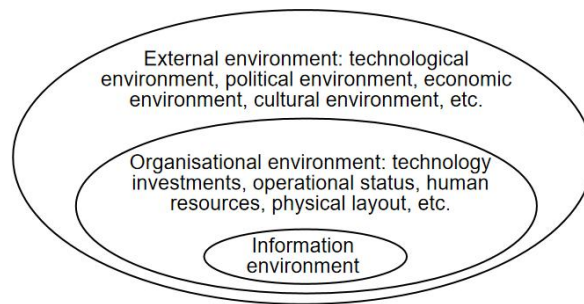 External environment: technological
environment, political environment, economic
environment, cultural environment, etc.
Organisational environment: technology
investments, operational status, human
resources, physical layout, etc.
Information
environment